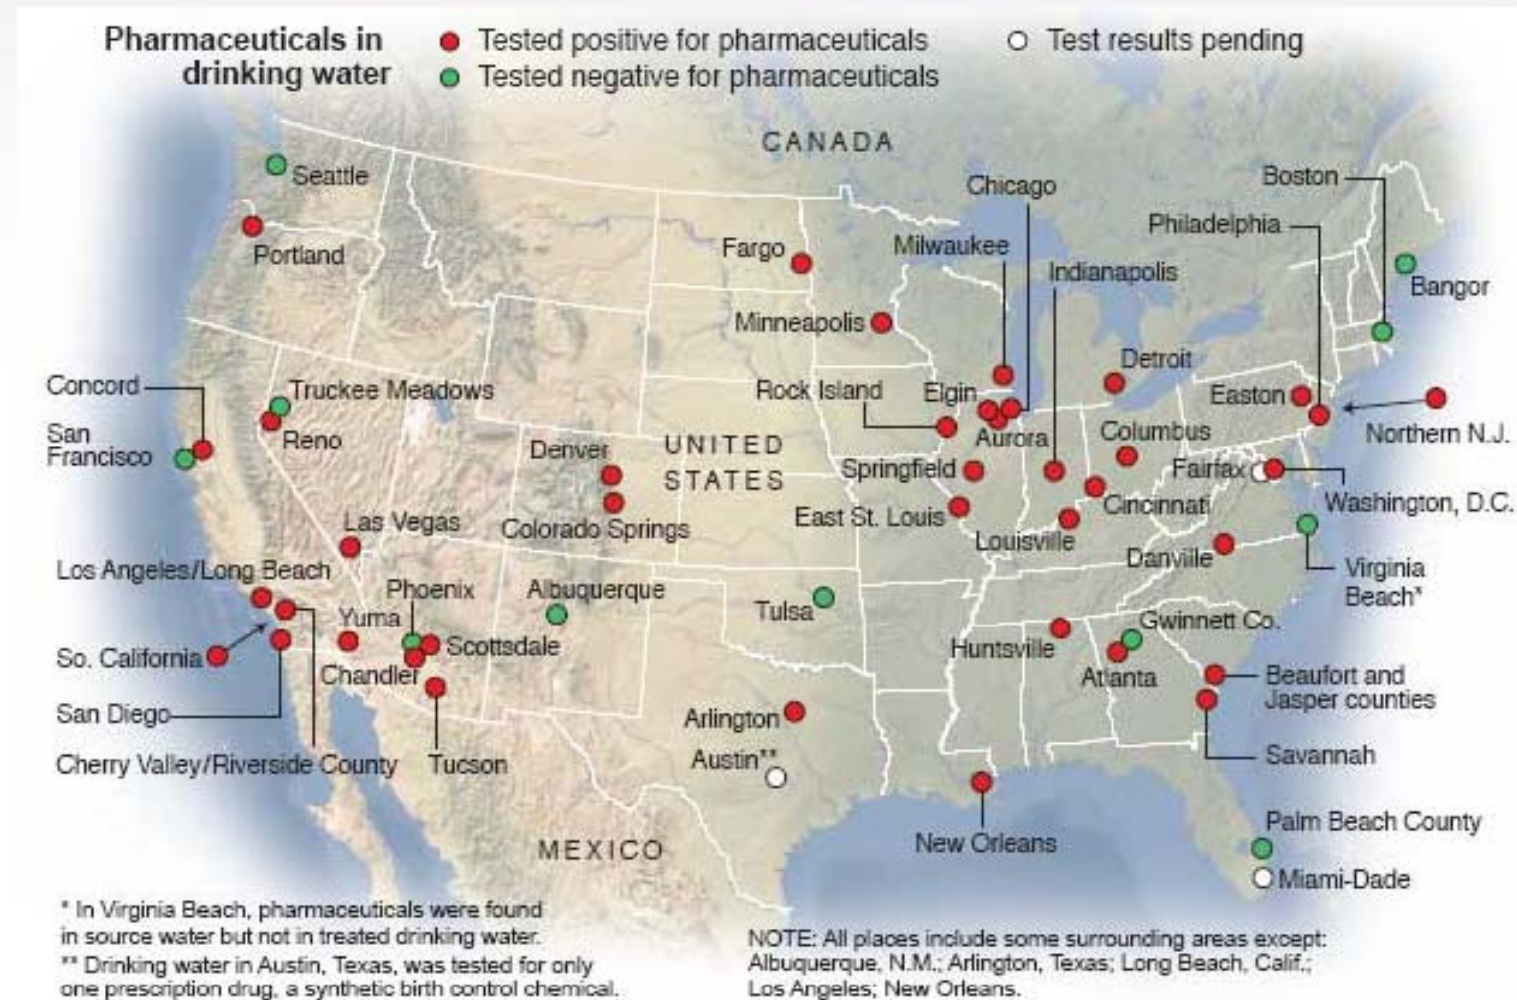 Pharmaceuticals in
drinking water
Tested positive for pharmaceuticals
Tested negative for pharmaceuticals
Test results pending
CANADA
Seattle
Portland
Fargo
Minneapolis
Milwaukee
Chicago
Indianapolis
Boston
Philadelphia
Bangor
Detroit
Concord
Truckee Meadows
San
Francisco
Reno
Rock Island
Elgin
Aurora
Easton
Northern N.J.
Denver
UNITED
STATES
Colorado Springs
Springfield
Columbus
Fairfax
Washington, D.C.
East St. Louis
Cincinnati
Louisville
Las Vegas
Danville
Virginia
Beach*
Los Angeles/Long Beach
Phoenix
Albuquerque
Tulsa
Yuma
Scottsdale
Gwinnett Co.
Huntsville
Atlanta
So. California
Chandler
Beaufort and
Jasper counties
San Diego
Arlington
Savannah
Cherry Valley/Riverside County
Tucson
Austin**
New Orleans
Palm Beach County
Miami-Dade
MEXICO
* In Virginia Beach, pharmaceuticals were found
in source water but not in treated drinking water.
** Drinking water in Austin, Texas, was tested for only
one prescription drug, a synthetic birth control chemical.
NOTE: All places include some surrounding areas except:
Albuquerque, N.M.; Arlington, Texas; Long Beach, Calif.;
Los Angeles; New Orleans.